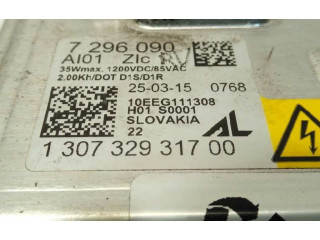 7 296 090
AI01 ZIc RV
35Wmax. 1200VDC/85VAC
2.00Kh/DOT D1S/D1R
25-03-15 0768
10EEG111308
H01 S0001
SLOVAKIA
22
AL
1 307 329 317 00